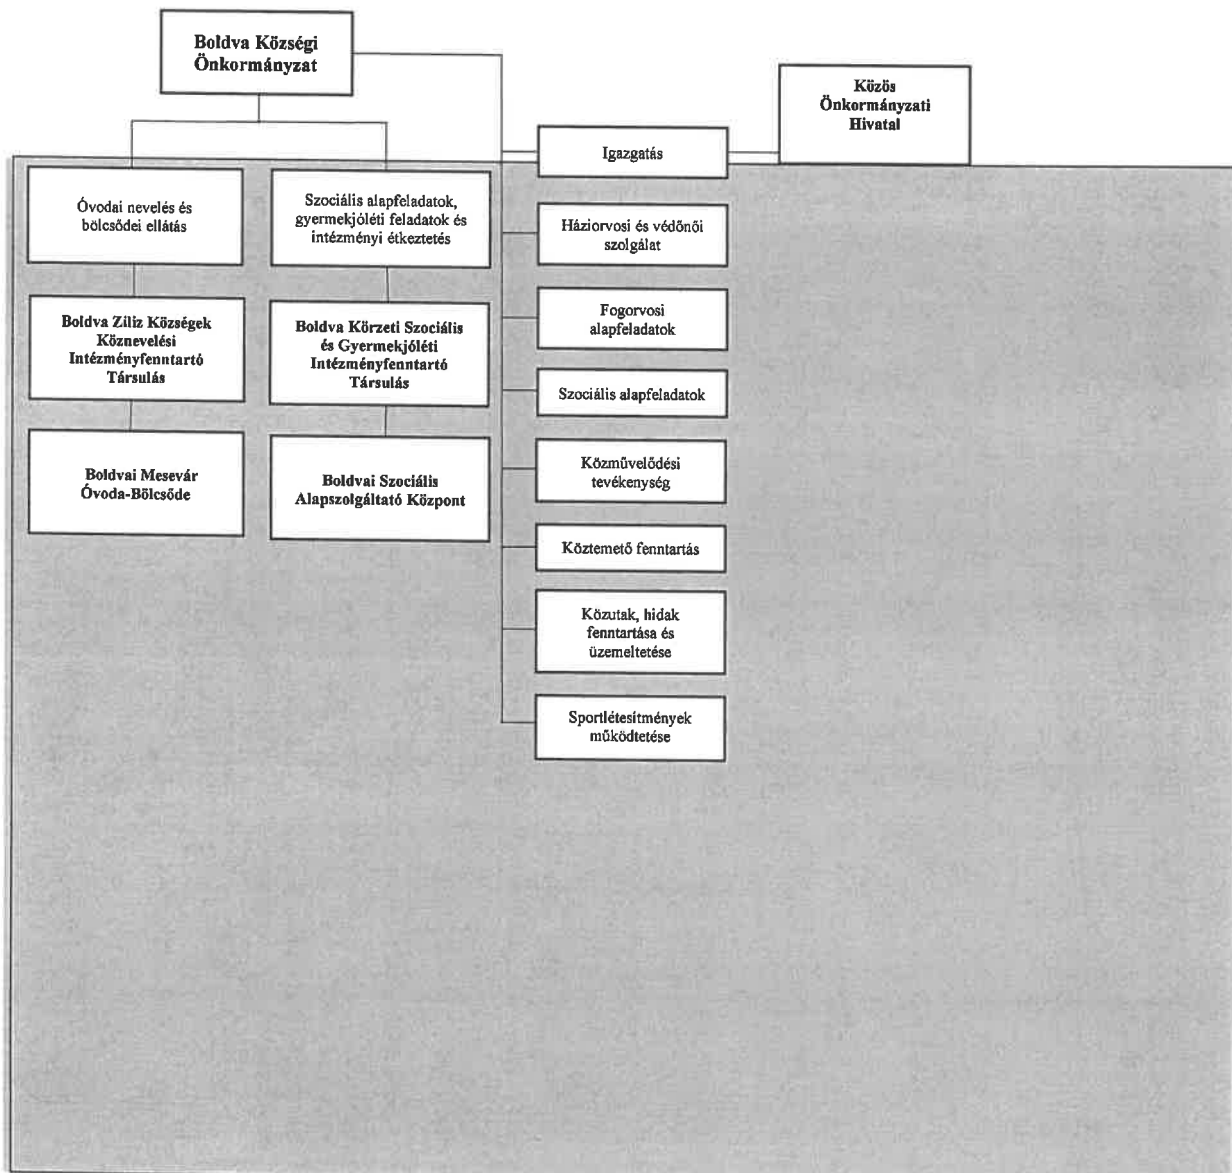 Boldva Községi
Önkormányzat
Közös
Önkormányzati
Hivatal
Igazgatás
Óvodai nevelés és
bölcsődei ellátás
Szociális alapfeladatok,
gyermekjóléti feladatok és
intézményi étkeztetés
Háziorvosi és védőnői
szolgálat
Boldva Ziliz Községek
Köznevelési
Intézményfenntartó
Társulás
Boldva Körzeti Szociális
és Gyermekjóléti
Intézményfenntartó
Társulás
Fogorvosi
alapfeladatok
Szociális alapfeladatok
Boldvai Mesevár
Óvoda-Bölcsőde
Boldvai Szociális
Alapszolgáltató Központ
Közművelődési
tevékenység
Köztemető fenntartás
Közutak, hidak
fenntartása és
üzemeltetése
Sportlétesítmények
működtetése